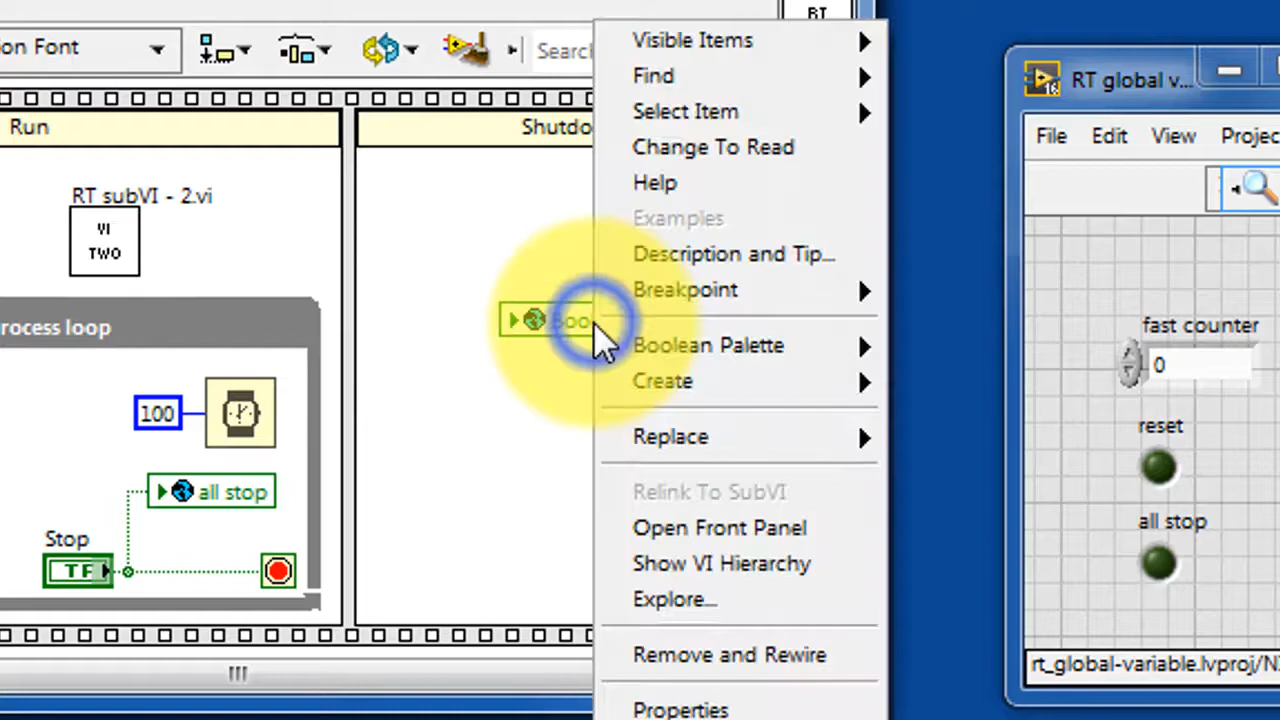 RT
on Font
Search
Run
Shutdo
RT subVI - 2.vi
VI
TWO
rocess loop
100
all stop
Stop
TF
Boo
Visible Items
Find
Select Item
Change To Read
Help
Examples
Description and Tip...
Breakpoint
Boolean Palette
Create
Replace
Relink To SubVI
Open Front Panel
Show VI Hierarchy
Explore...
Remove and Rewire
Properties
16
RT global v...
File Edit View Projec
fast counter
0
reset
all stop
rt_global-variable.lvproj/N